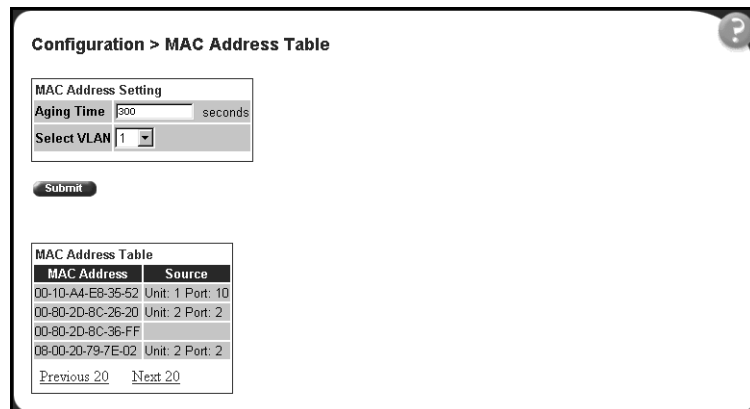 Configuration > MAC Address Table
?
MAC Address Setting
Aging Time 300 seconds
Select VLAN 1
Submit
MAC Address Table
MAC Address Source
00-10-A4-E8-35-52 Unit: 1 Port: 10
00-80-2D-8C-26-20 Unit: 2 Port: 2
00-80-2D-8C-36-FF
08-00-20-79-7E-02 Unit: 2 Port: 2
Previous 20 Next 20